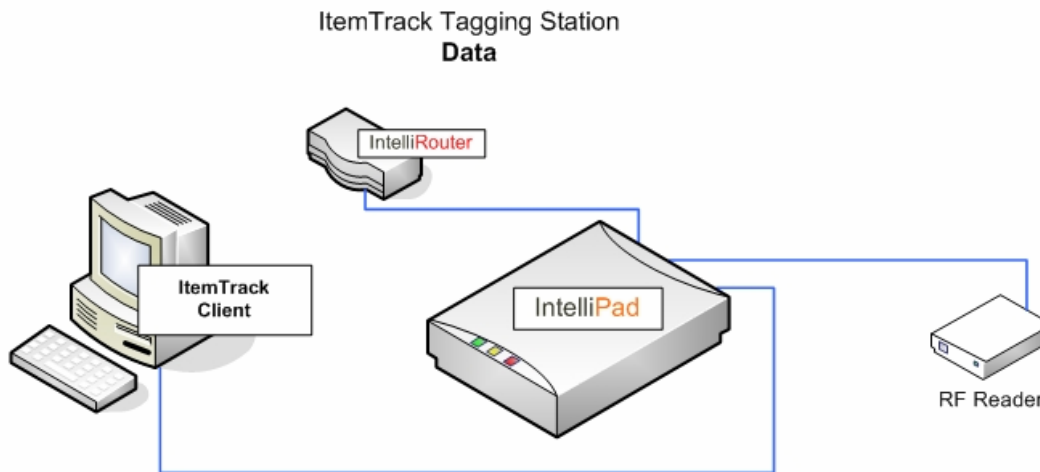 ItemTrack Tagging Station
Data
IntelliRouter
ItemTrack
Client
IntelliPad
RF Reader